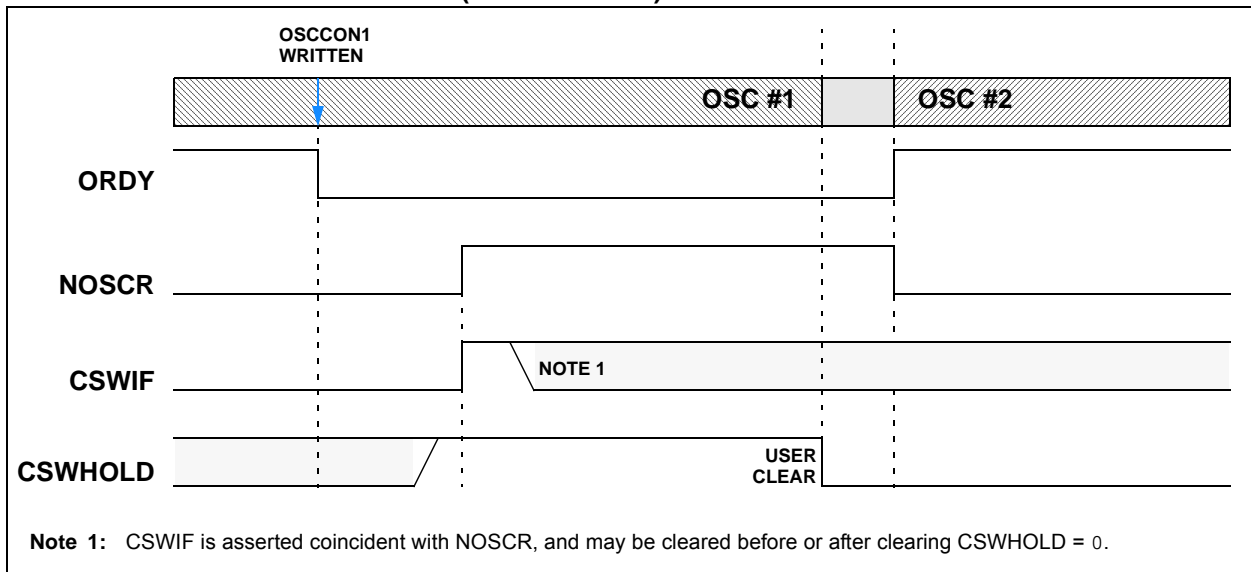 OSCCON1
WRITTEN
OSC #1
OSC #2
ORDY
NOSCR
CSWIF
NOTE 1
CSWHOLD
USER
CLEAR
Note 1: CSWIF is asserted coincident with NOSCR, and may be cleared before or after clearing CSWHOLD = 0.